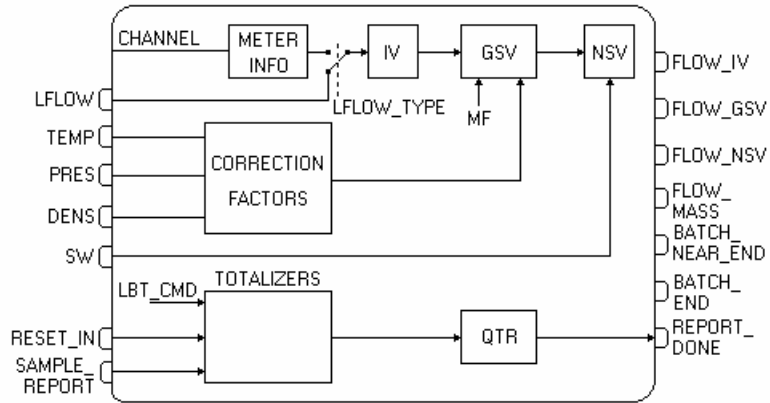 CHANNEL
METER
INFO
IV
GSV
NSV
FLOW_IV
LFLOW
LFLOW_TYPE
MF
FLOW_GSV
TEMP
CORRECTION
FACTORS
FLOW_NSV
PRES
FLOW_
MASS
DENS
BATCH_
NEAR_END
SW
TOTALIZERS
LBT_CMD
BATCH_
END
RESET_IN
QTR
REPORT_
DONE
SAMPLE_
REPORT